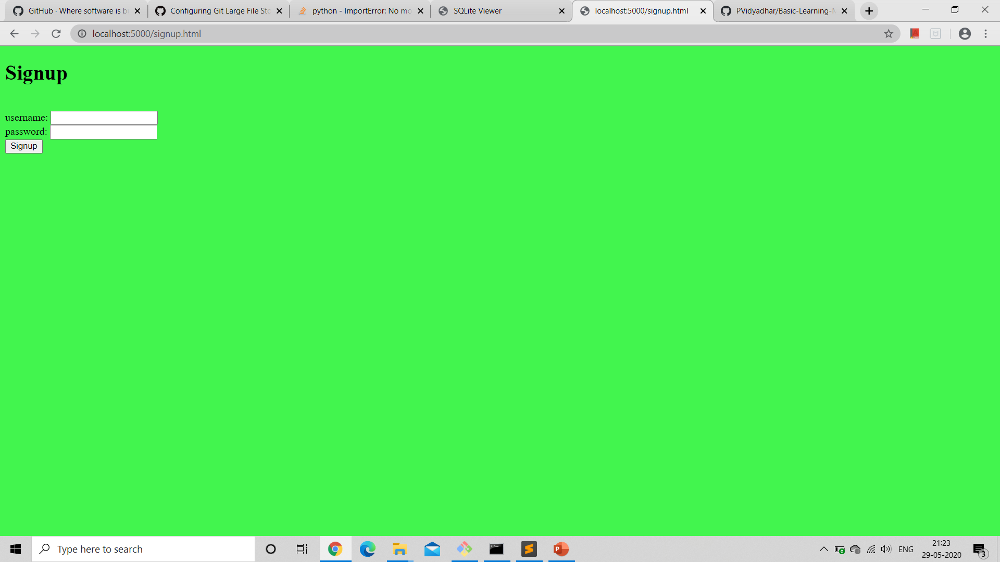 GitHub · Where software is b
Configuring Git Large File Sto
python - ImportError: No mo
SQLite Viewer
localhost:5000/signup.html
PVidyadhar/Basic-Learning-M
localhost:5000/signup.html
Signup
username:
password:
Signup
Type here to search
ENG
21:23
29-05-2020
3